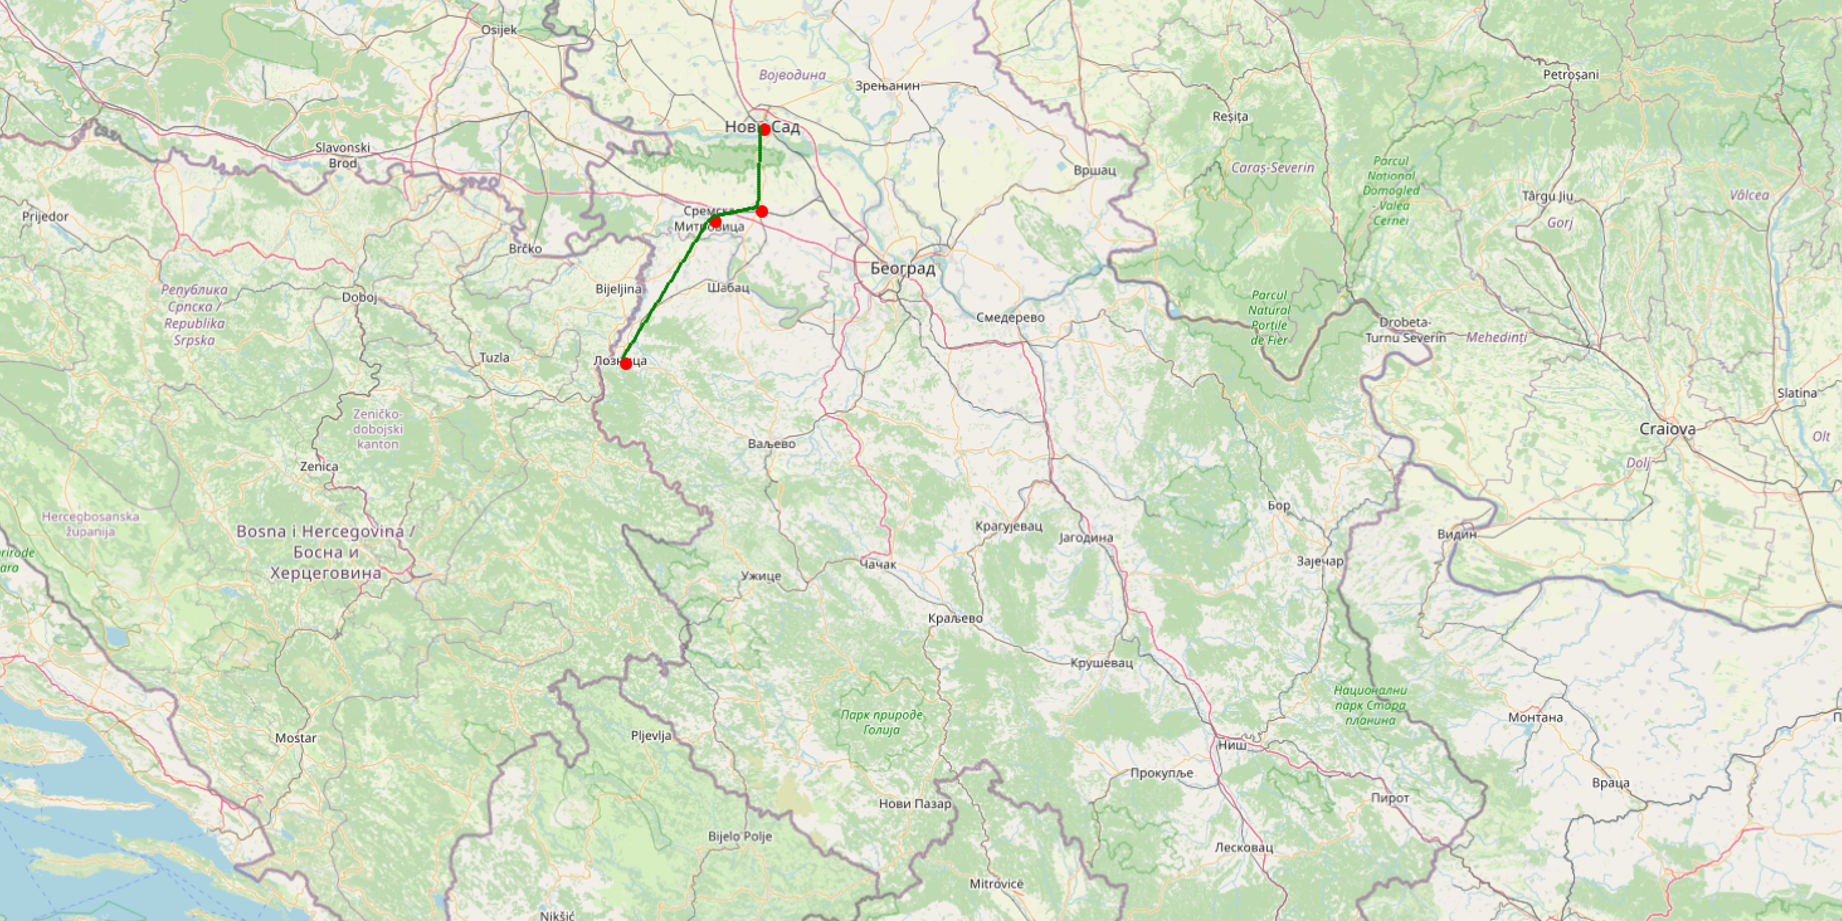 Osijek
Војводина
Зрењанин
Petroșani
Reșița
Нови Сад
Slavonski
Brod
Вршац
Caraș-Severin
Parcul
Național
Domogled
- Valea
Cernei
Târgu Jiu
Vâlcea
Gorj
Prijedor
Сремска
Митровица
Brčko
Београд
Република
Српска /
Republika
Srpska
Doboj
Bijeljina
Шабац
Смедерево
Parcul
Natural
Porțile
de Fier
Drobeta-
Turnu Severin
Mehedinți
Tuzla
Лозница
Slatina
Zeničko-
dobojski
kanton
Craiova
Olt
Ваљево
Dolj
Zenica
Hercegbosanska
županija
Бор
Bosna i Hercegovina /
Босна и
Херцеговина
Крагујевац
Јагодина
Видин
Зајечар
Чачак
Ужице
Краљево
Крушевац
Национални
парк Стара
планина
Парк природе
Голија
Монтана
Mostar
Pljevlja
Ниш
Прокупље
Враца
Пирот
Нови Пазар
Bijelo Polje
Лесковац
Mitrovicë
Nikšić